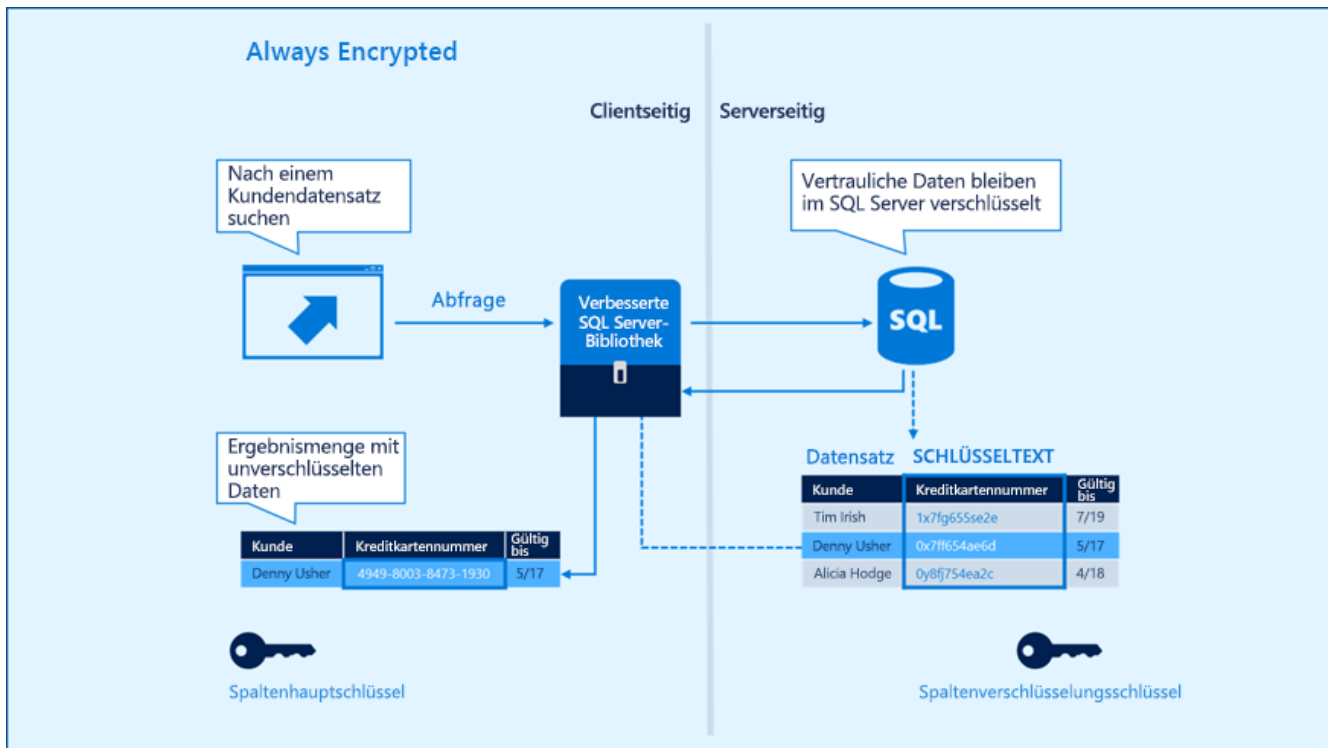 Always Encrypted
Clientseitig
Serverseitig
Nach einem
Kundendatensatz
suchen
Vertrauliche Daten bleiben
im SQL Server verschlüsselt
Abfrage
Verbesserte
SQL Server-
Bibliothek
SQL
Ergebnismenge mit
unverschlüsselten
Daten
Kunde Kreditkartennummer Gültig
bis
Denny Usher 4949-8003-8473-1930 5/17
Datensatz SCHLÜSSELTEXT
Kunde Kreditkartennummer Gültig
bis
Tim Irish 1x7fg655se2e 7/19
Denny Usher 0x7ff654ae6d 5/17
Alicia Hodge 0y8fj754ea2c 4/18
Spaltenhauptschlüssel
Spaltenverschlüsselungsschlüssel